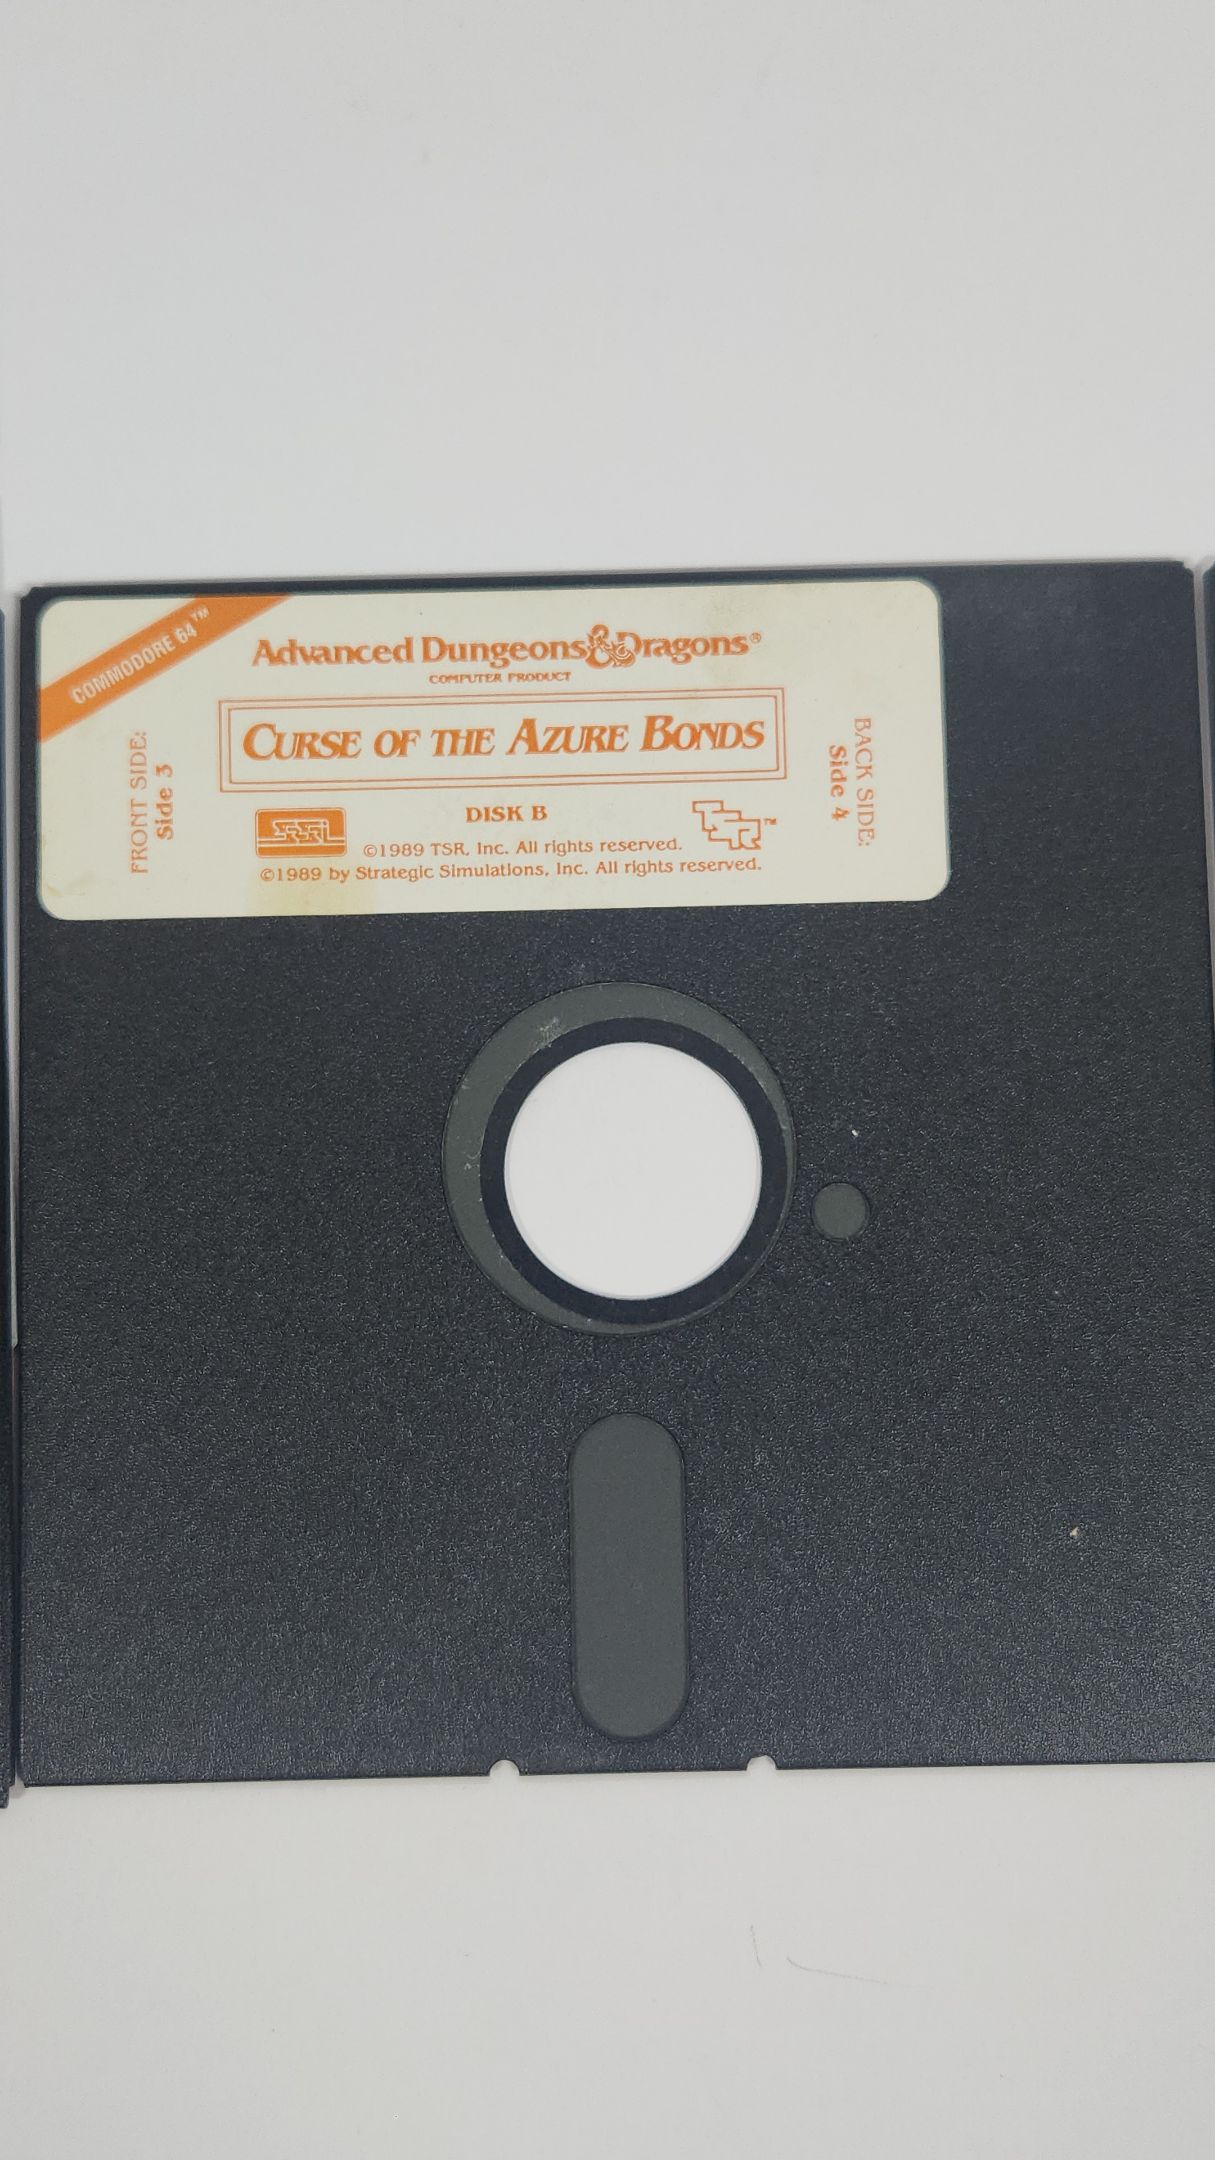 COMMODORE 64™
Advanced Dungeons & Dragons®
COMPUTER PRODUCT
CURSE OF THE AZURE BONDS
FRONT SIDE:
Side 3
BACK SIDE:
Side 4
DISK B
SSI
TSR™
©1989 TSR, Inc. All rights reserved.
©1989 by Strategic Simulations, Inc. All rights reserved.